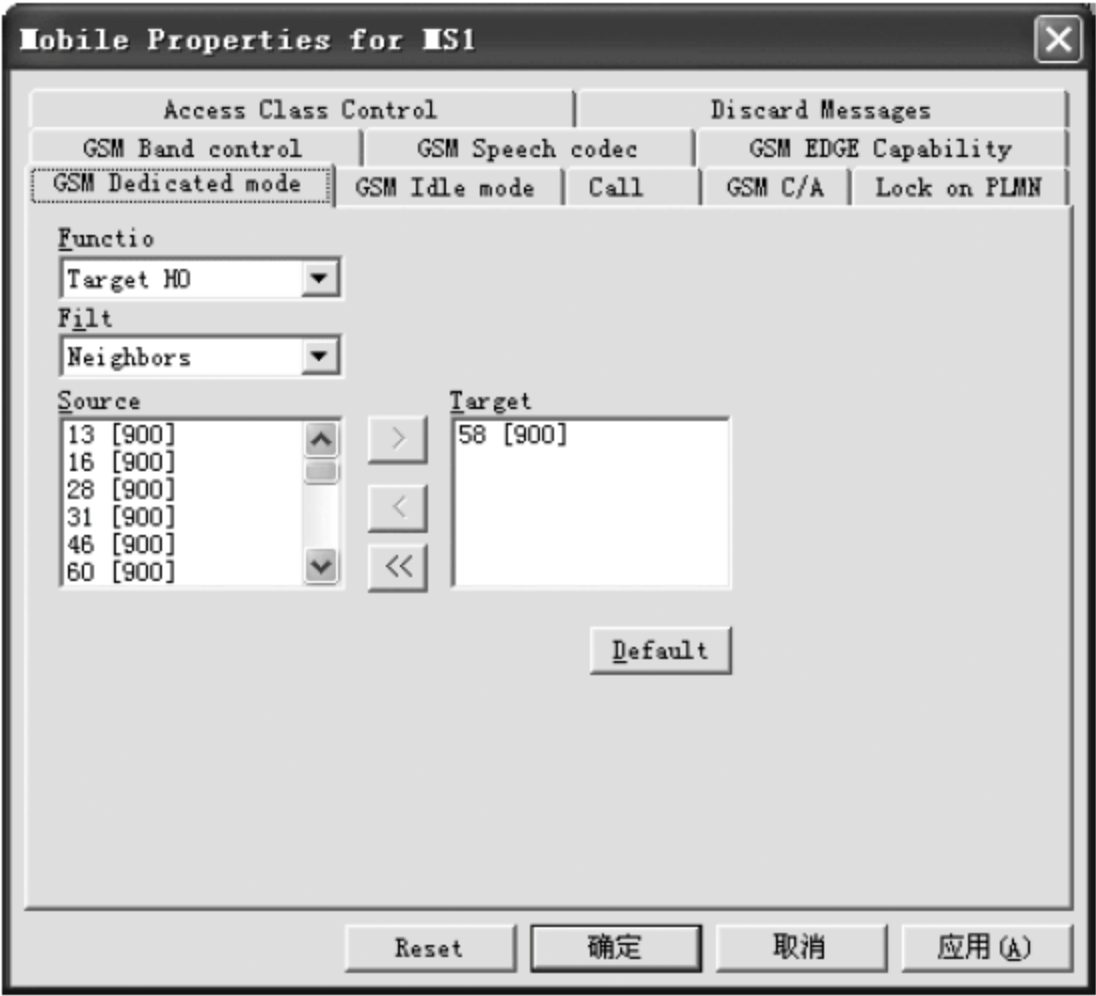 Mobile Properties for MS1
Access Class Control
Discard Messages
GSM Band control
GSM Speech codec
GSM EDGE Capability
GSM Dedicated mode
GSM Idle mode
Call
GSM C/A
Lock on PLMN
Functio
Target HO
Filt
Neighbors
Source
Target
13 [900]
16 [900]
28 [900]
31 [900]
46 [900]
60 [900]
>
<
<<
58 [900]
Default
Reset
确定
取消
应用(A)